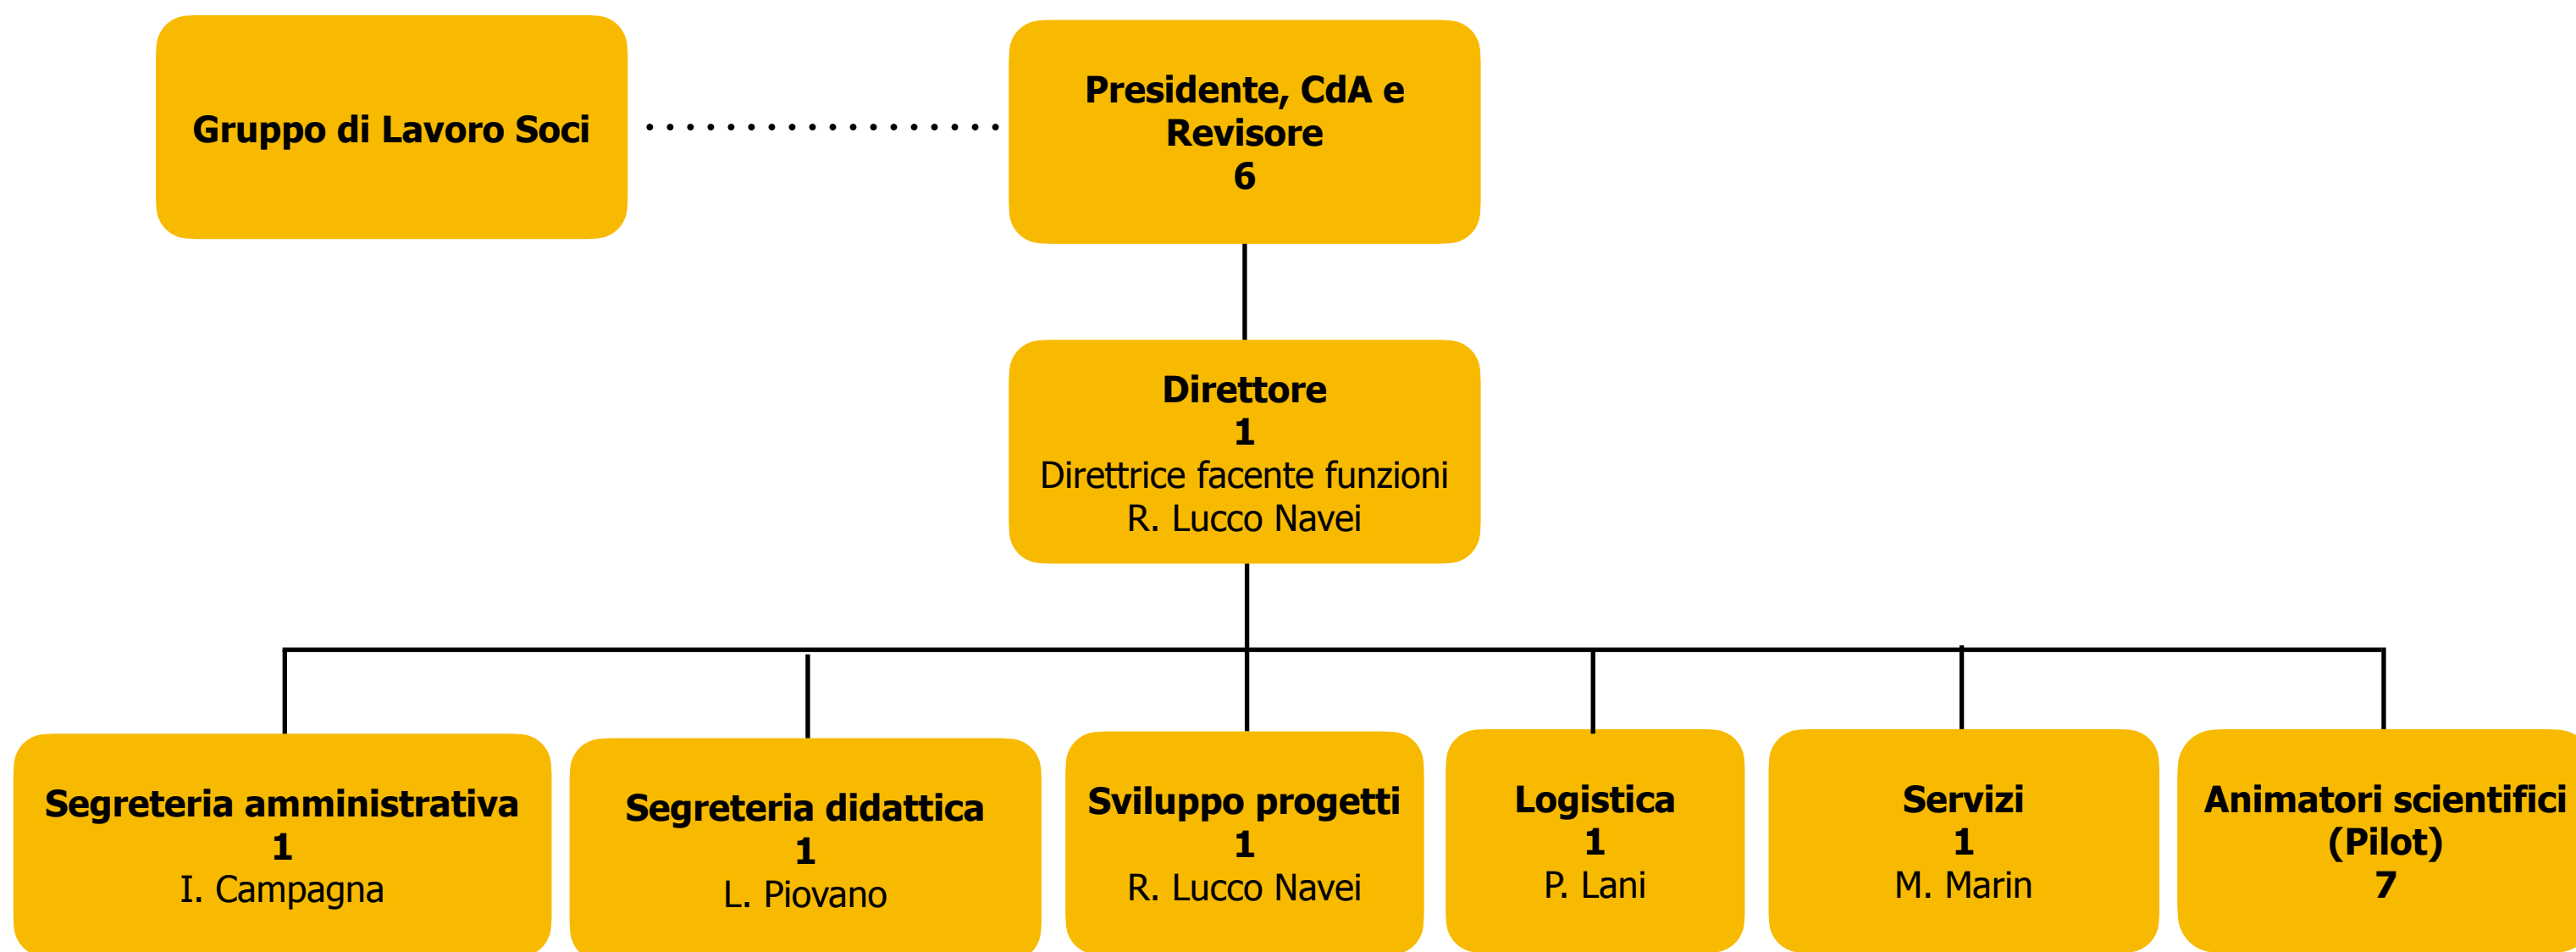 Gruppo di Lavoro Soci
Presidente, CdA e
Revisore
6
Direttore
1
Direttrice facente funzioni
R. Lucco Navei
Segreteria amministrativa
1
I. Campagna
Segreteria didattica
1
L. Piovano
Sviluppo progetti
1
R. Lucco Navei
Logistica
1
P. Lani
Servizi
1
M. Marin
Animatori scientifici
(Pilot)
7